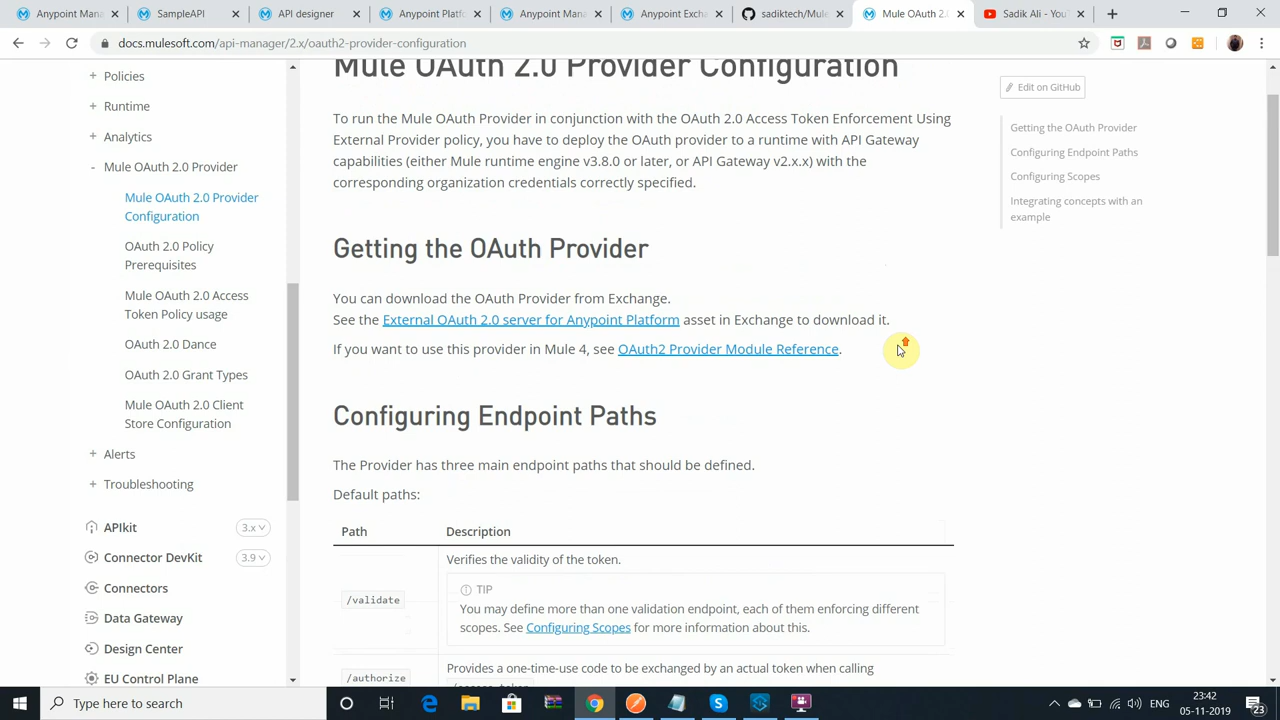 Anypoint Man
SampleAPI
API designer
Anypoint Platf
Anypoint Man
Anypoint Exch
sadiktech/Mule
Mule OAuth 2.
Sadik Ali - You
docs.mulesoft.com/api-manager/2.x/oauth2-provider-configuration
Policies
Runtime
Analytics
Mule OAuth 2.0 Provider
Mule OAuth 2.0 Provider
Configuration
OAuth 2.0 Policy
Prerequisites
Mule OAuth 2.0 Access
Token Policy usage
OAuth 2.0 Dance
OAuth 2.0 Grant Types
Mule OAuth 2.0 Client
Store Configuration
Alerts
Troubleshooting
APIkit 3.x
Connector DevKit 3.9
Connectors
Data Gateway
Design Center
EU Control Plane
Mule OAuth 2.0 Provider Configuration
To run the Mule OAuth Provider in conjunction with the OAuth 2.0 Access Token Enforcement Using
External Provider policy, you have to deploy the OAuth provider to a runtime with API Gateway
capabilities (either Mule runtime engine v3.8.0 or later, or API Gateway v2.x.x) with the
corresponding organization credentials correctly specified.
Getting the OAuth Provider
You can download the OAuth Provider from Exchange.
See the External OAuth 2.0 server for Anypoint Platform asset in Exchange to download it.
If you want to use this provider in Mule 4, see OAuth2 Provider Module Reference.
Configuring Endpoint Paths
The Provider has three main endpoint paths that should be defined.
Default paths:
Path Description
Verifies the validity of the token.
/validate
TIP
You may define more than one validation endpoint, each of them enforcing different
scopes. See Configuring Scopes for more information about this.
Provides a one-time-use code to be exchanged by an actual token when calling
/authorize
Edit on GitHub
Getting the OAuth Provider
Configuring Endpoint Paths
Configuring Scopes
Integrating concepts with an
example
Type here to search
ENG
23:42
05-11-2019
23